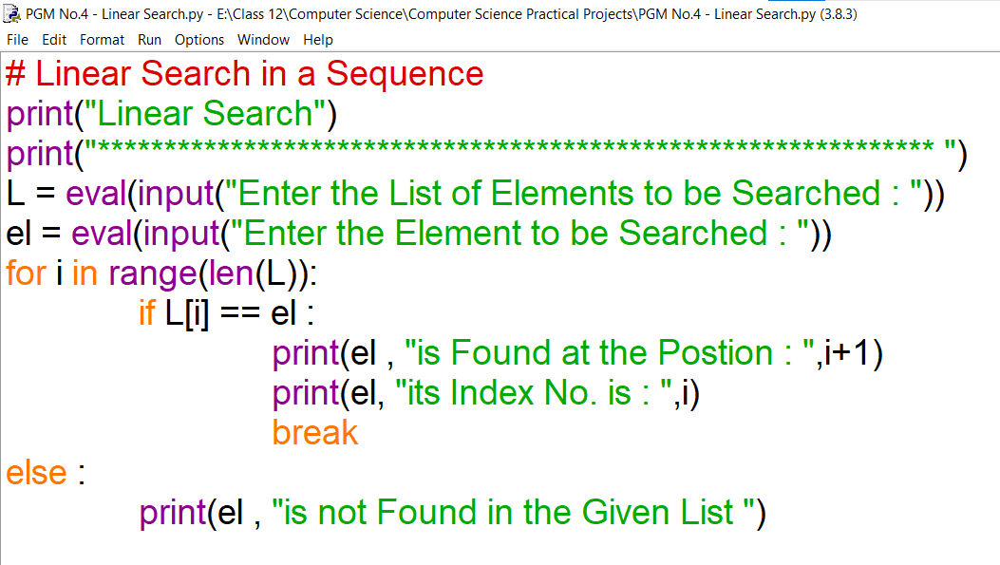 PGM No.4 - Linear Search.py - E:\Class 12\Computer Science\Computer Science Practical Projects\PGM No.4 - Linear Search.py (3.8.3)
File Edit Format Run Options Window Help
# Linear Search in a Sequence
print("Linear Search")
print("*************************************************************** ")
L = eval(input("Enter the List of Elements to be Searched : "))
el = eval(input("Enter the Element to be Searched : "))
for i in range(len(L)):
if L[i] == el :
print(el , "is Found at the Postion : ",i+1)
print(el, "its Index No. is : ",i)
break
else :
print(el , "is not Found in the Given List ")